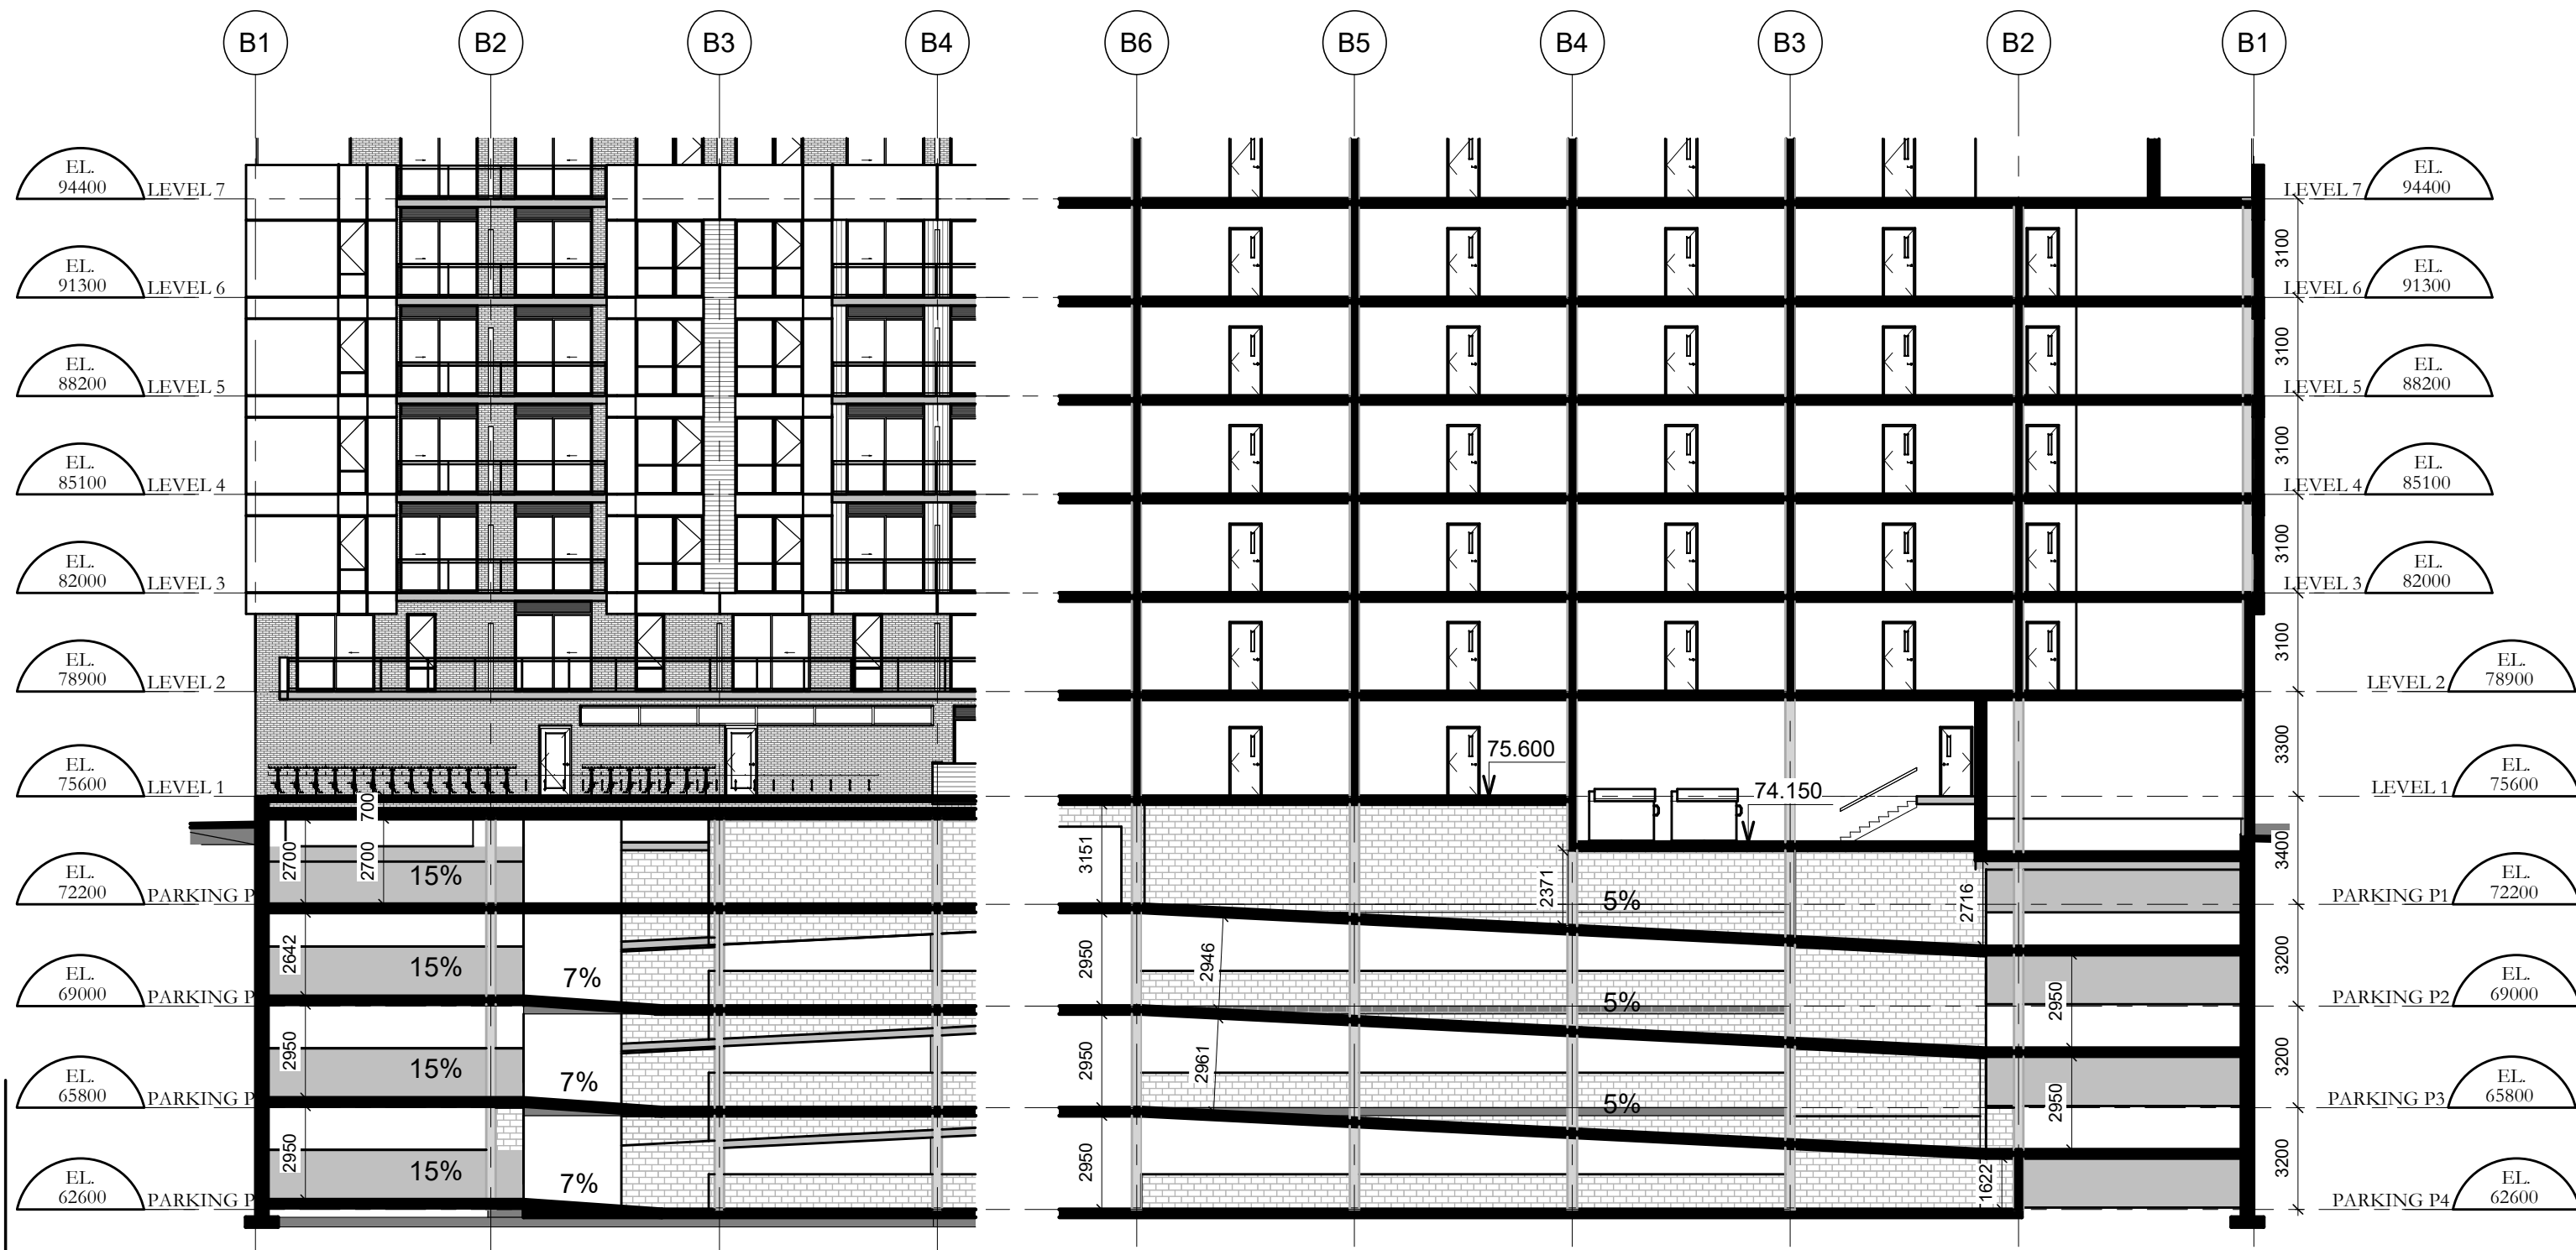 B1 B2 B3 B4 B6 B5 B4 B3 B2 B1
EL.
94400
LEVEL 7
EL.
91300
LEVEL 6
EL.
88200
LEVEL 5
EL.
85100
LEVEL 4
EL.
82000
LEVEL 3
EL.
78900
LEVEL 2
EL.
75600
LEVEL 1
EL.
72200
PARKING P
EL.
69000
PARKING P
EL.
65800
PARKING P
EL.
62600
PARKING P
700
2700
2700
15%
2642
15%
7%
2950
15%
7%
2950
15%
7%
75.600
74.150
3151
2371
5%
2716
2950
2946
5%
2950
2950
2961
5%
2950
2950
1622
LEVEL 7
EL.
94400
3100
LEVEL 6
EL.
91300
3100
LEVEL 5
EL.
88200
3100
LEVEL 4
EL.
85100
3100
LEVEL 3
EL.
82000
3100
LEVEL 2
EL.
78900
3300
LEVEL 1
EL.
75600
3400
PARKING P1
EL.
72200
3200
PARKING P2
EL.
69000
3200
PARKING P3
EL.
65800
3200
PARKING P4
EL.
62600